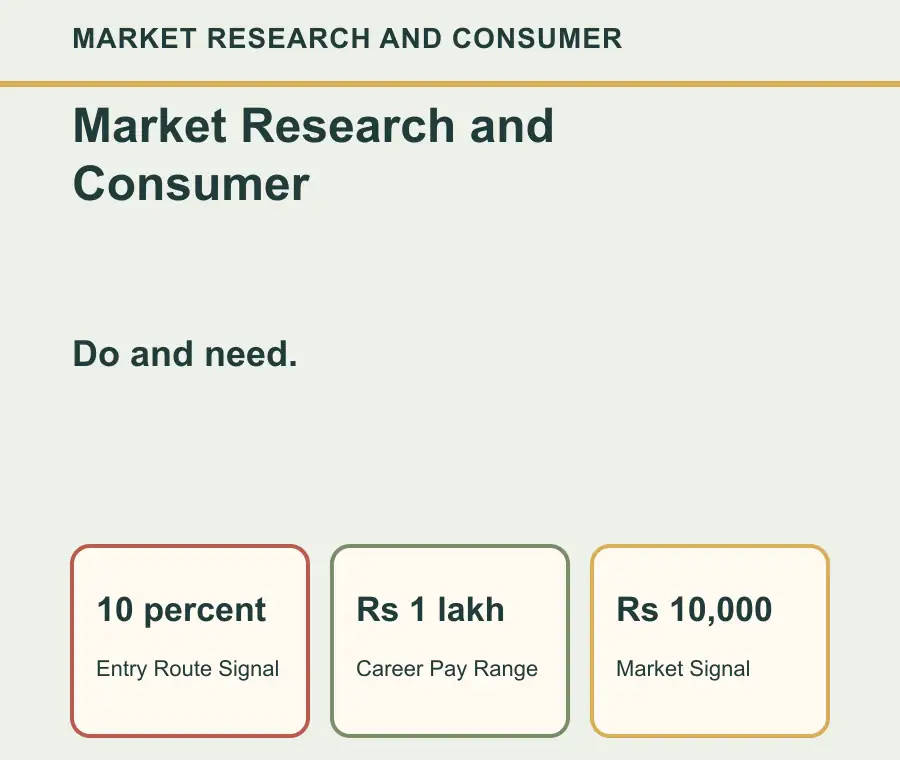 MARKET RESEARCH AND CONSUMER
Market Research and
Consumer
Do and need.
10 percent
Entry Route Signal
Rs 1 lakh
Career Pay Range
Rs 10,000
Market Signal